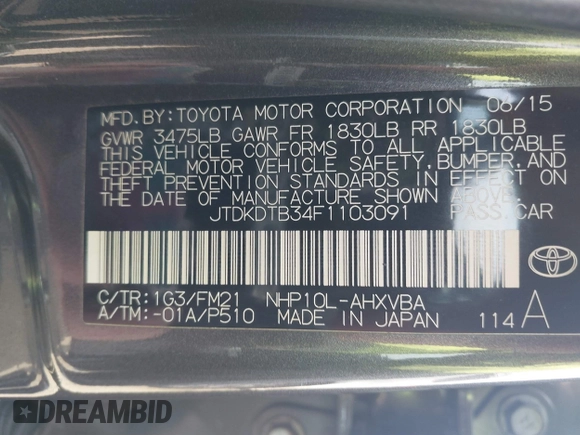 MFD. BY: TOYOTA MOTOR CORPORATION 08/15
GVWR 3475LB GAWR FR 1830LB RR 1830LB
THIS VEHICLE CONFORMS TO ALL APPLICABLE
FEDERAL MOTOR VEHICLE SAFETY, BUMPER, AND
THEFT PREVENTION STANDARDS IN EFFECT ON
THE DATE OF MANUFACTURE SHOWN ABOVE.
JTDKDTB34F1103091 PASS. CAR
C/TR: 1G3/FM21 NHP10L-AHXVBA
A/TM: -01A/P510 MADE IN JAPAN 114 A
DREAMBID